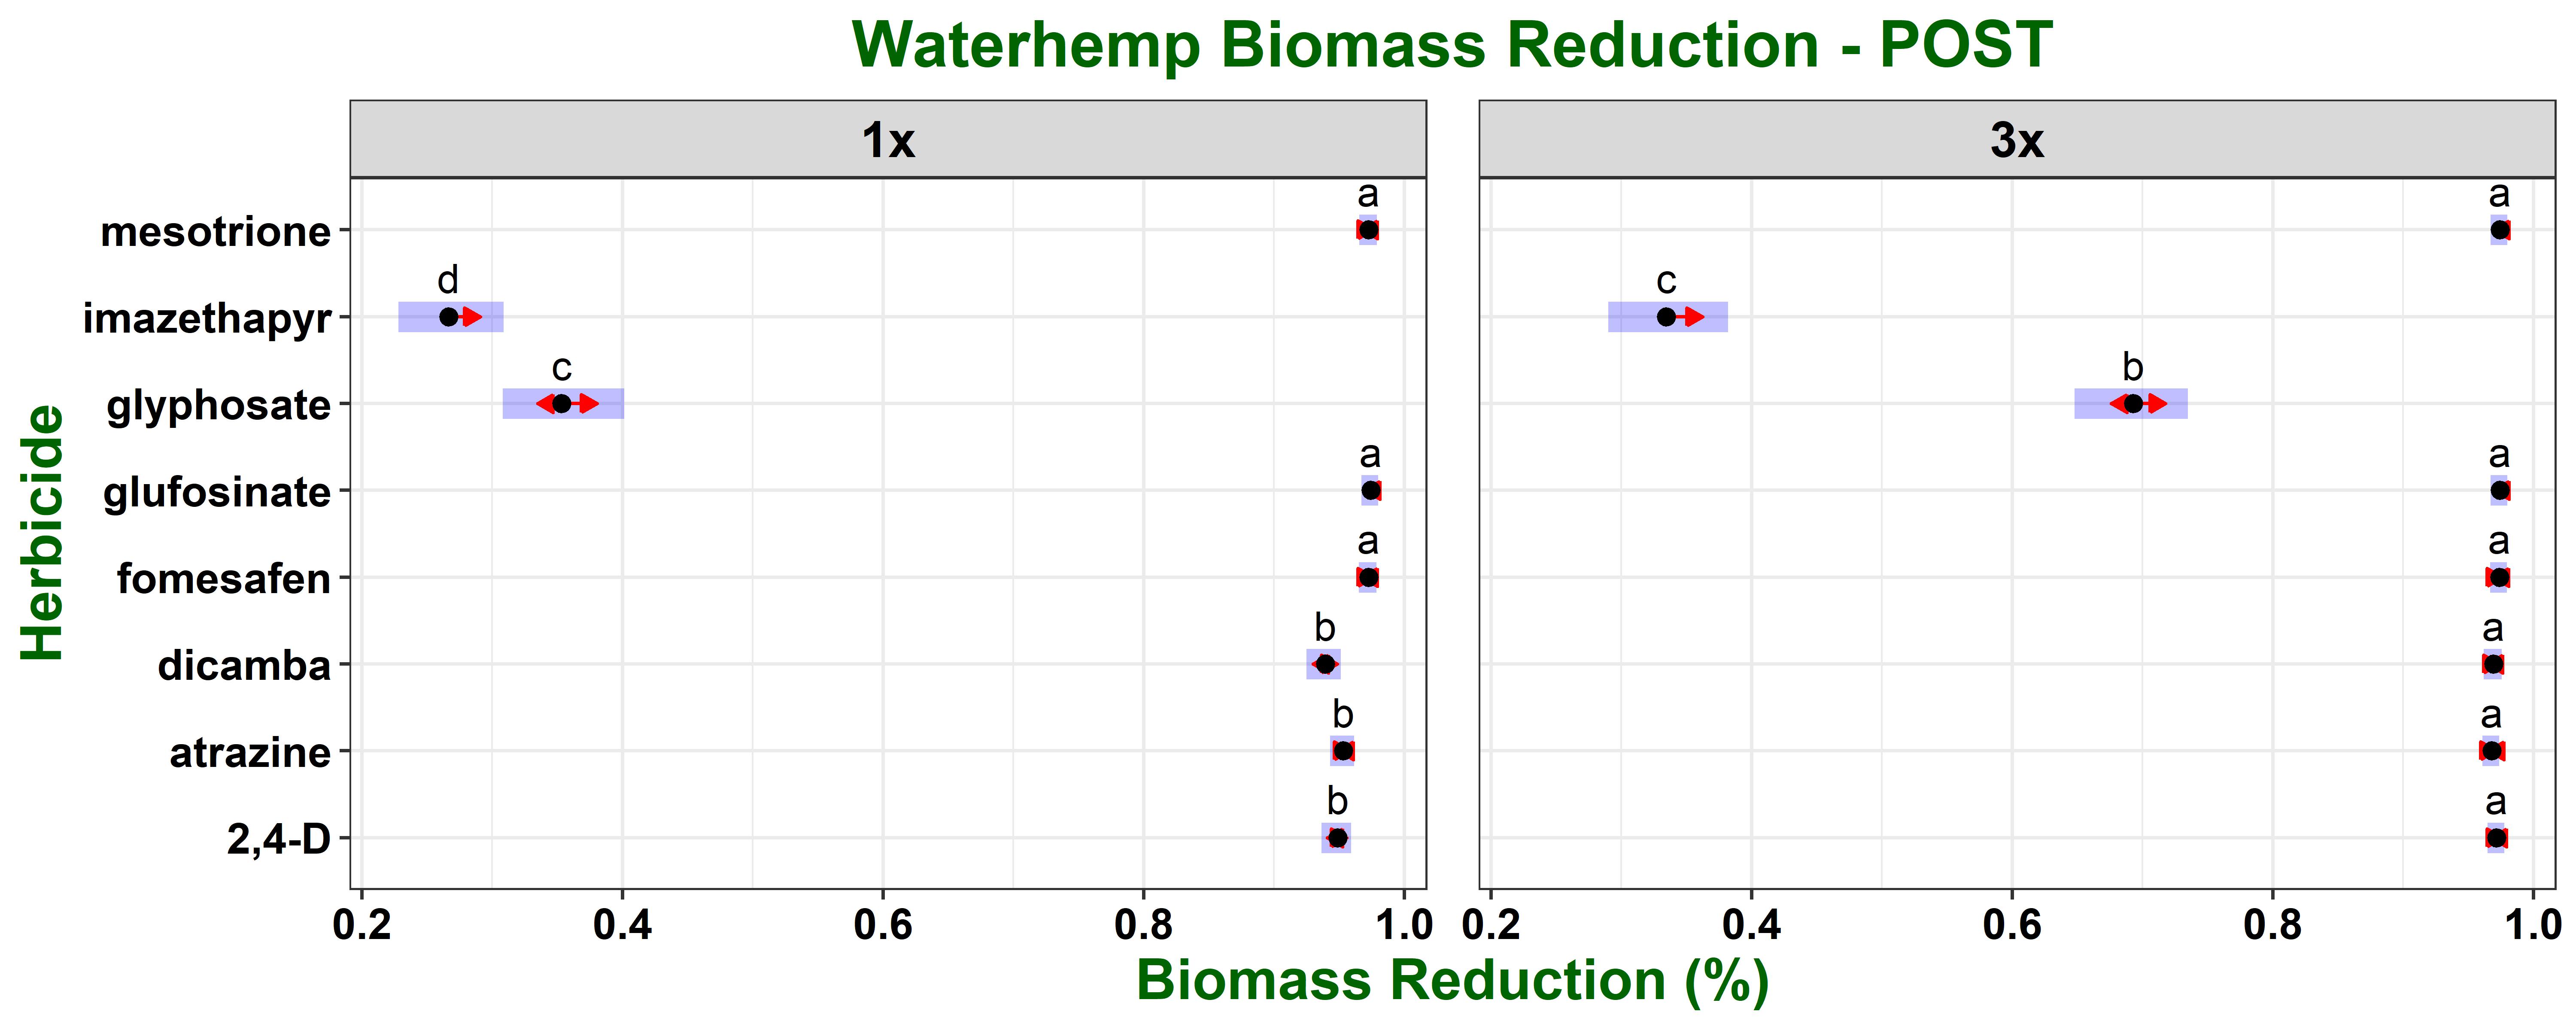 Waterhemp Biomass Reduction - POST
1x
3x
mesotrione
a
a
imazethapyr
d
c
glyphosate
c
b
glufosinate
a
a
fomesafen
a
a
dicamba
b
a
atrazine
b
a
2,4-D
b
a
Herbicide
0.2 0.4 0.6 0.8 1.0
0.2 0.4 0.6 0.8 1.0
Biomass Reduction (%)